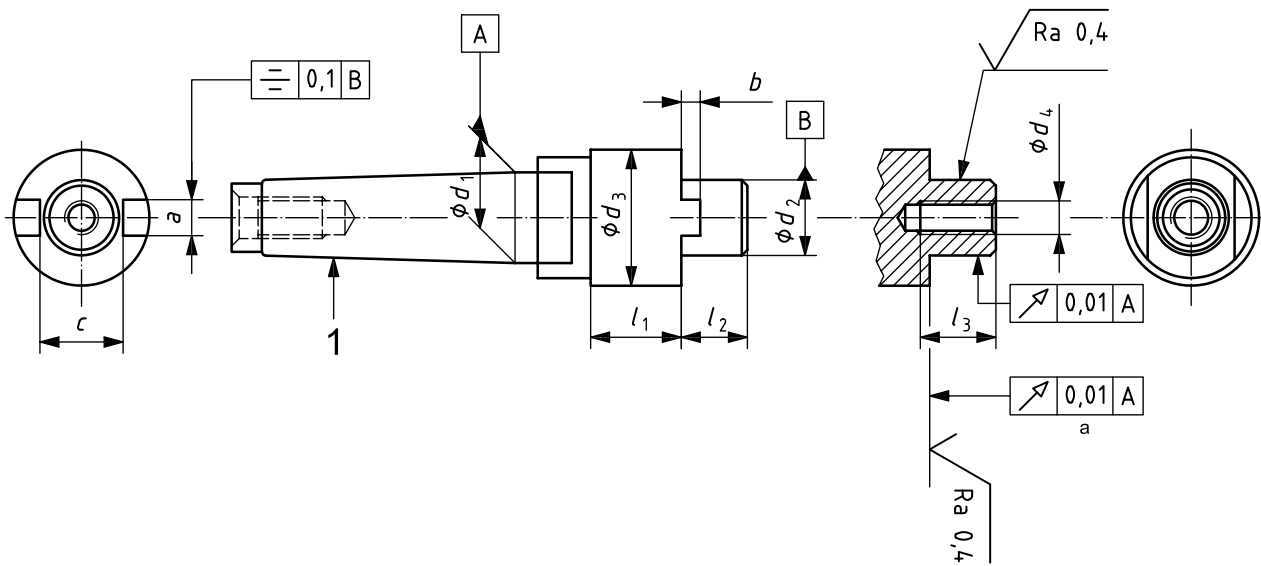 Ra 0,4
A
⌯ 0,1 B
b
B
ϕd₄
a
ϕd₁
ϕd₃
ϕd₂
c
1
l₁
l₂
l₃
↗ 0,01 A
↗ 0,01 A
a
Ra 0,4